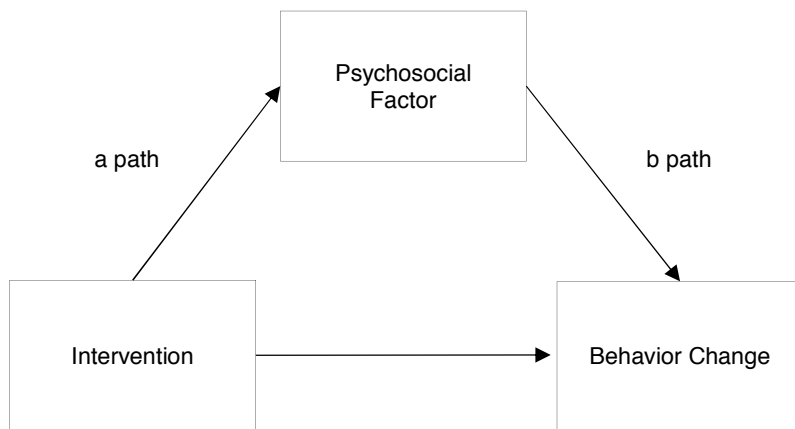 Psychosocial
Factor
a path
b path
Intervention
Behavior Change